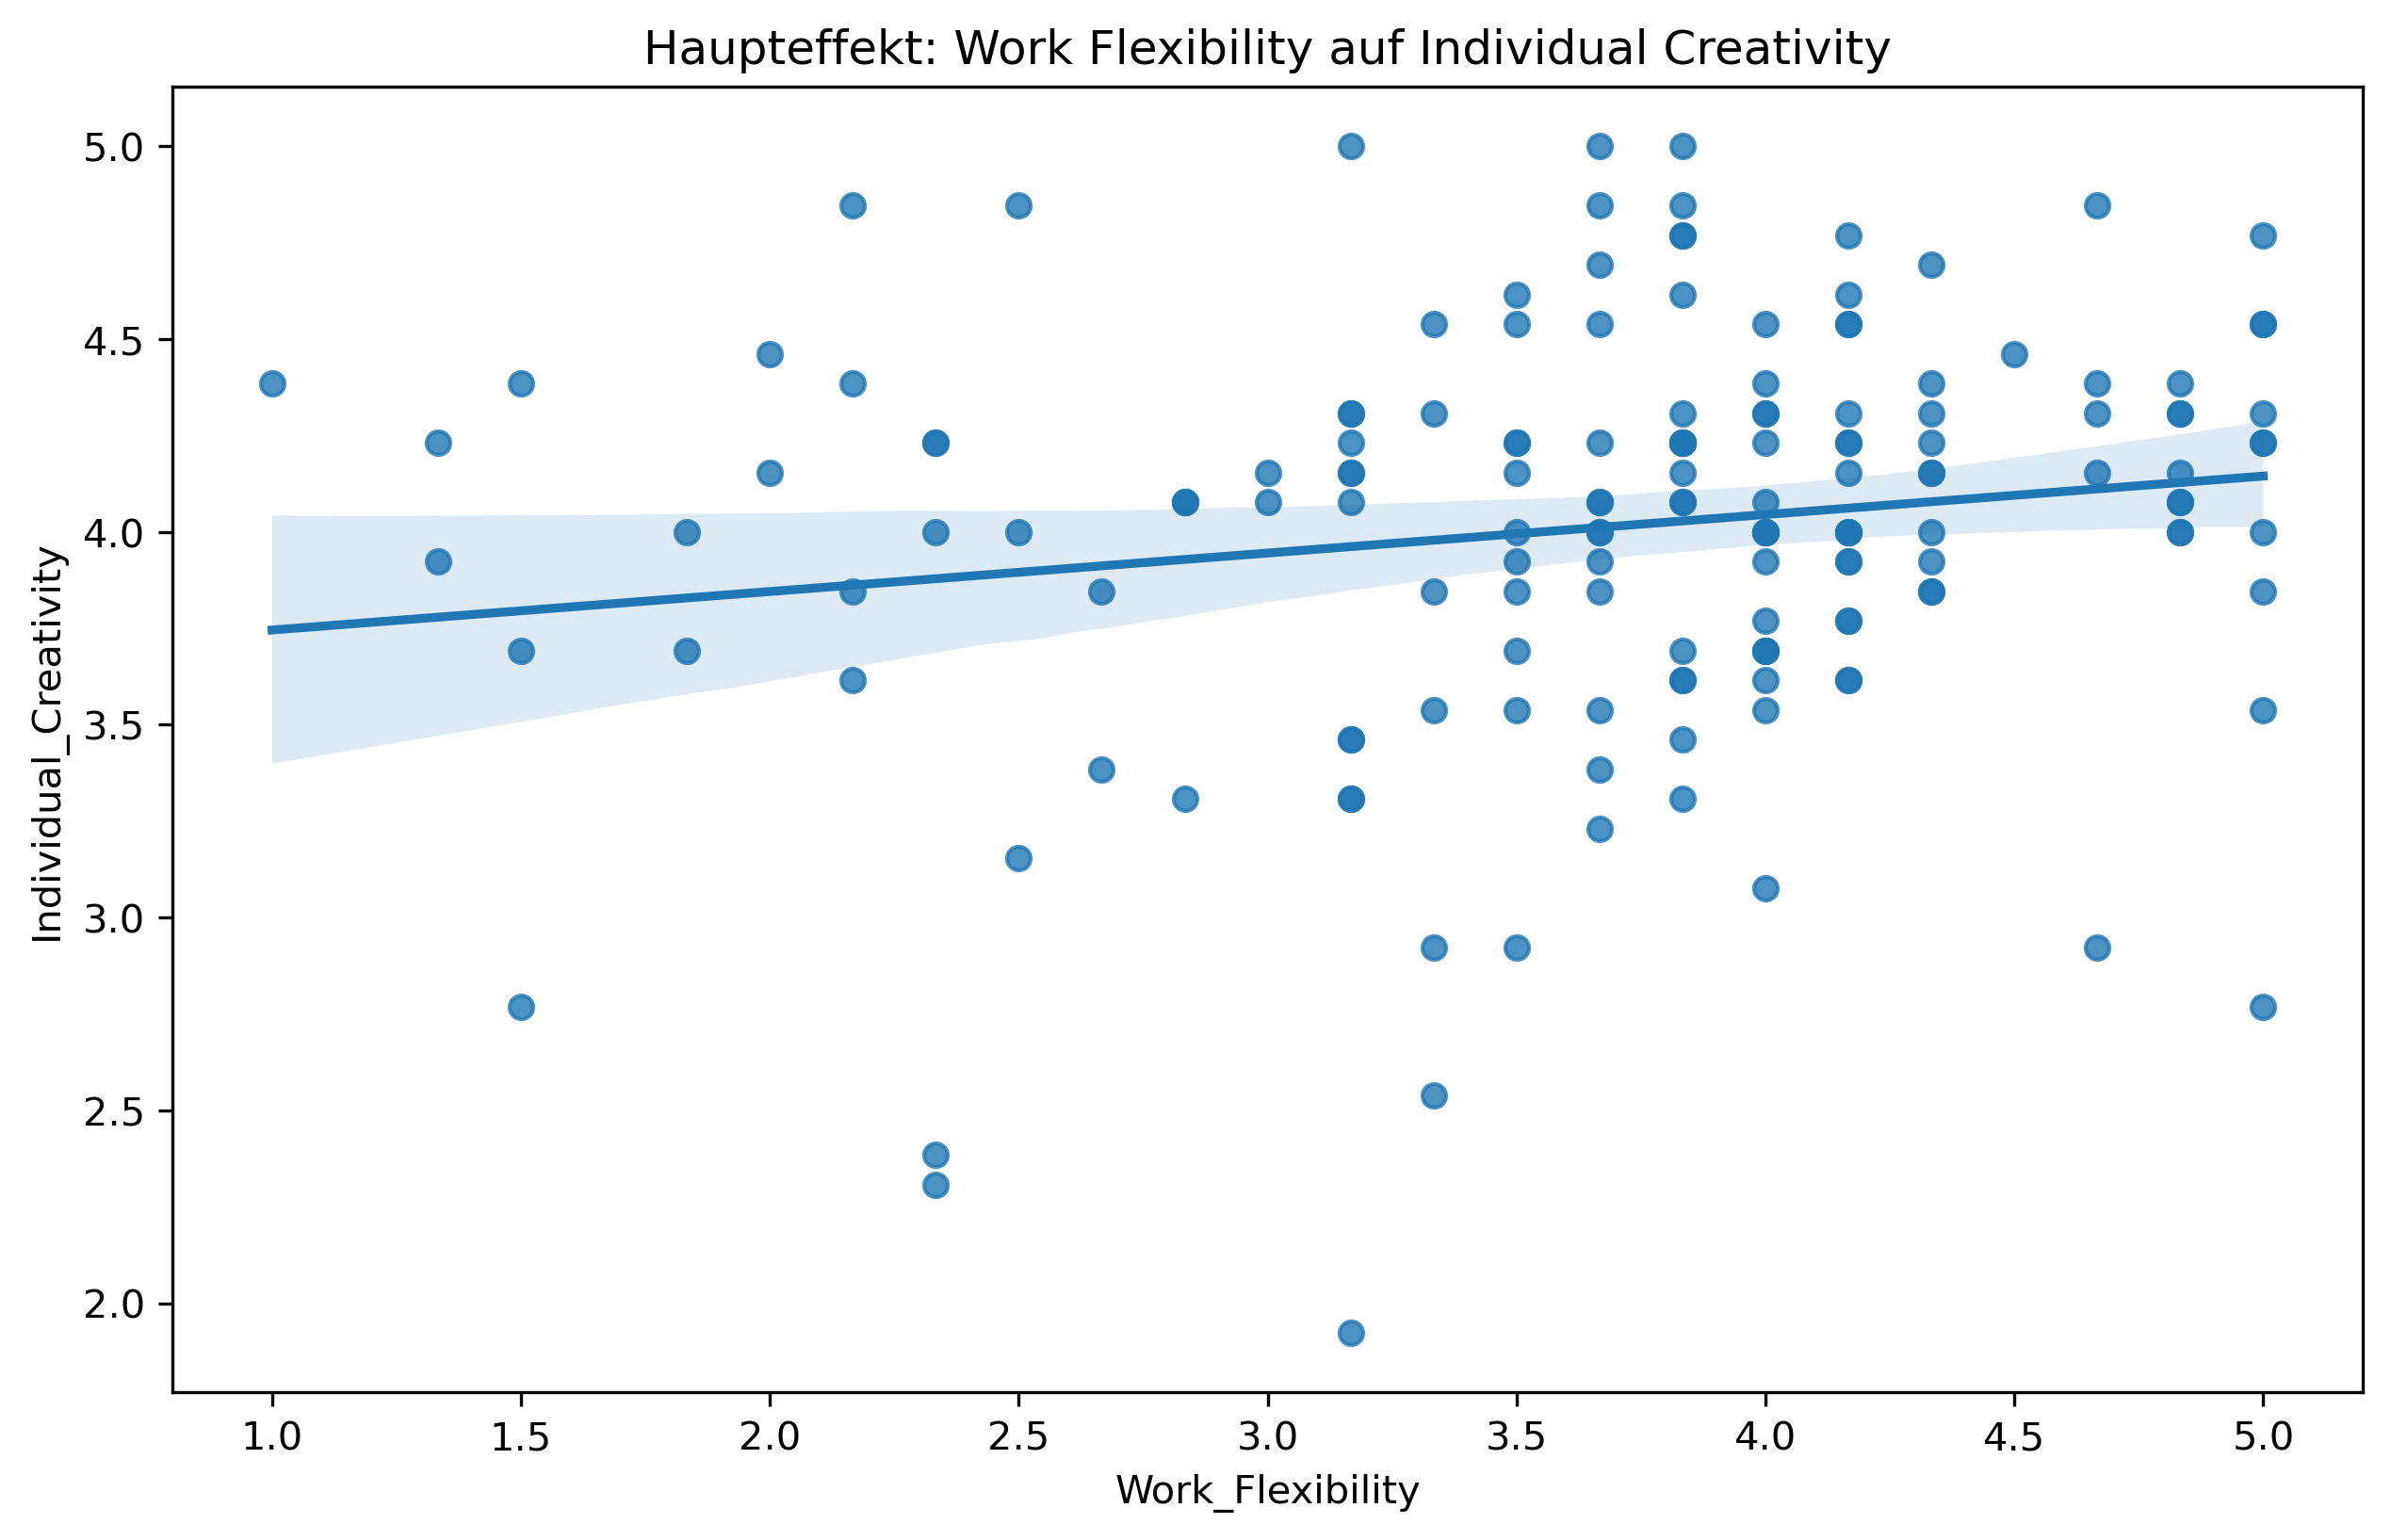 Haupteffekt: Work Flexibility auf Individual Creativity
Individual_Creativity
5.0
4.5
4.0
3.5
3.0
2.5
2.0
1.0 1.5 2.0 2.5 3.0 3.5 4.0 4.5 5.0
Work_Flexibility